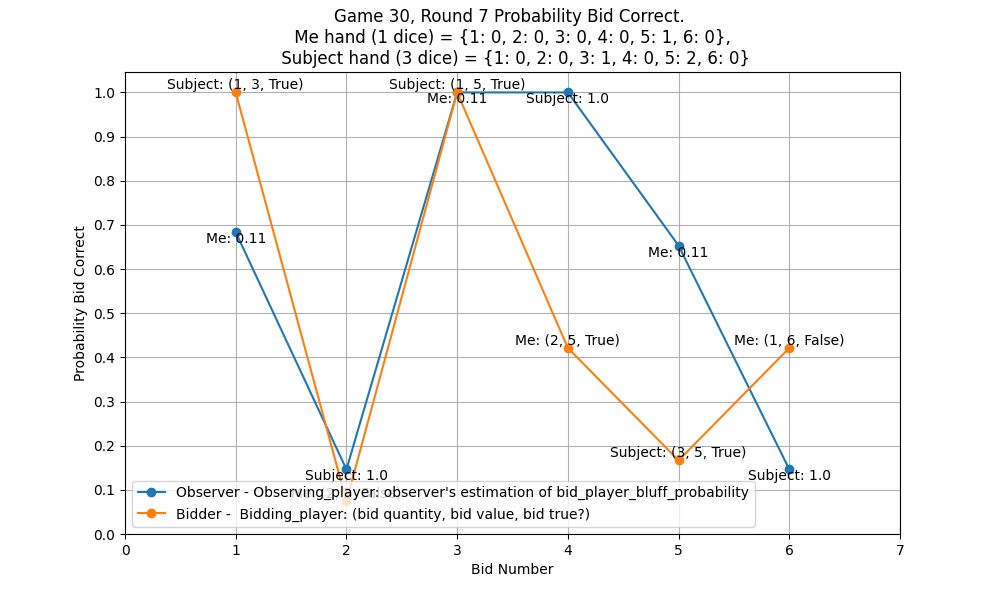 Game 30, Round 7 Probability Bid Correct.
Me hand (1 dice) = {1: 0, 2: 0, 3: 0, 4: 0, 5: 1, 6: 0},
Subject hand (3 dice) = {1: 0, 2: 0, 3: 1, 4: 0, 5: 2, 6: 0}
Subject: (1, 3, True)
Subject: (1, 5, True)
Me: 0.11
Subject: 1.0
Me: 0.11
Me: 0.11
Me: (2, 5, True)
Me: (1, 6, False)
Subject: (3, 5, True)
Subject: 1.0
Subject: 1.0
Observer - Observing_player: observer's estimation of bid_player_bluff_probability
Bidder -  Bidding_player: (bid quantity, bid value, bid true?)
1.0
0.9
0.8
0.7
0.6
0.5
0.4
0.3
0.2
0.1
0.0
Probability Bid Correct
0 1 2 3 4 5 6 7
Bid Number